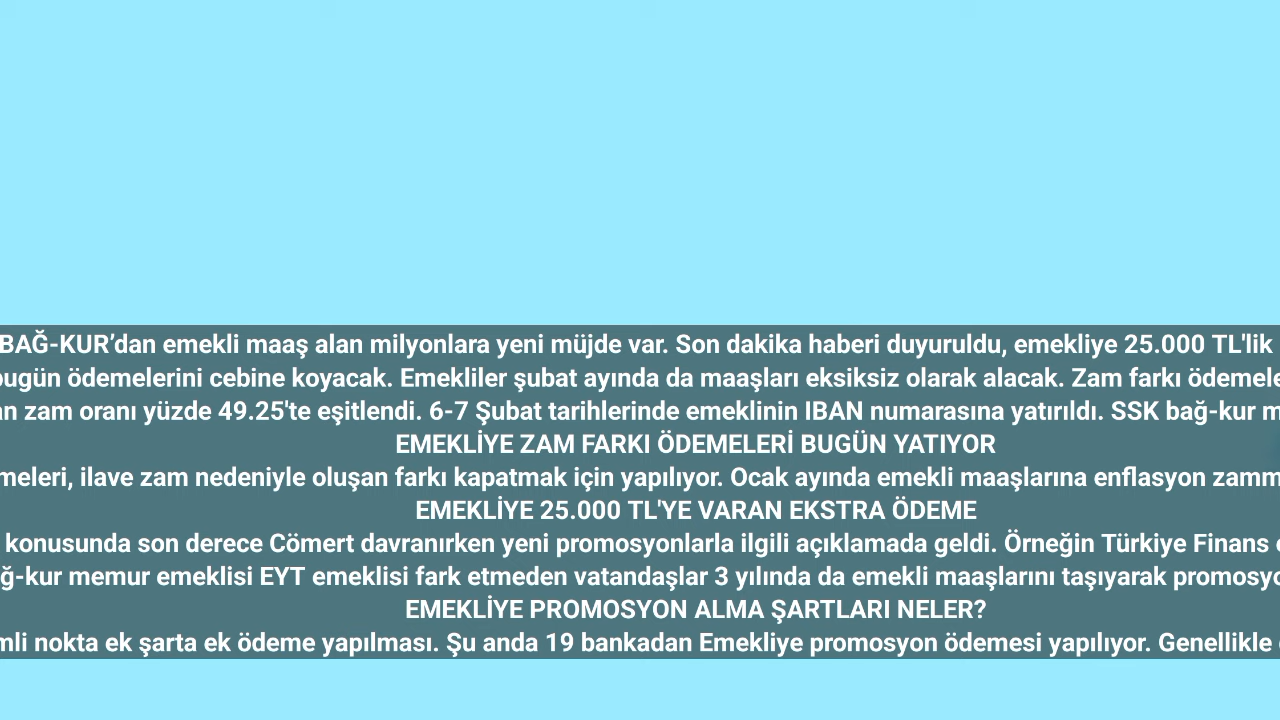 BAĞ-KUR’dan emekli maaş alan milyonlara yeni müjde var. Son dakika haberi duyuruldu, emekliye 25.000 TL'lik
bugün ödemelerini cebine koyacak. Emekliler şubat ayında da maaşları eksiksiz olarak alacak. Zam farkı
zam oranı yüzde 49.25'te eşitlendi. 6-7 Şubat tarihlerinde emeklinin IBAN numarasına yatırıldı. SSK bağ-kur
EMEKLİYE ZAM FARKI ÖDEMELERİ BUGÜN YATIYOR
meleri, ilave zam nedeniyle oluşan farkı kapatmak için yapılıyor. Ocak ayında emekli maaşlarına enflasyon
EMEKLİYE 25.000 TL'YE VARAN EKSTRA ÖDEME
konusunda son derece Cömert davranırken yeni promosyonlarla ilgili açıklamada geldi. Örneğin Türkiye Finans
ğ-kur memur emeklisi EYT emeklisi fark etmeden vatandaşlar 3 yılında da emekli maaşlarını taşıyarak
EMEKLİYE PROMOSYON ALMA ŞARTLARI NELER?
mli nokta ek şarta ek ödeme yapılması. Şu anda 19 bankadan Emekliye promosyon ödemesi yapılıyor. Genellikle